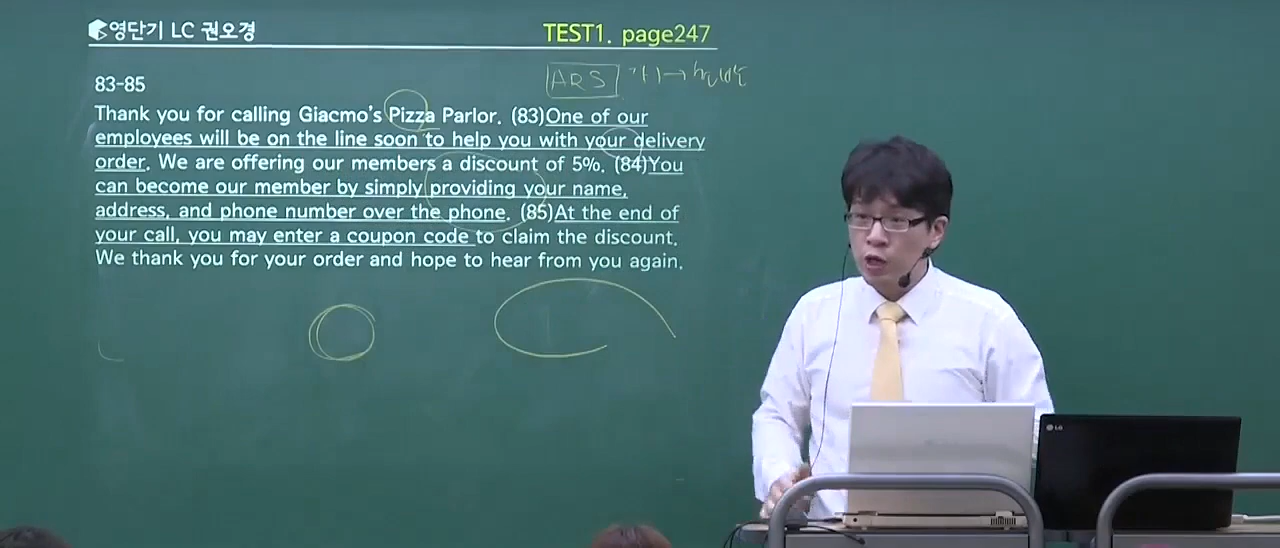 영단기 LC 권오경
TEST1. page247
ARS
83-85
Thank you for calling Giacmo's Pizza Parlor. (83)One of our
employees will be on the line soon to help you with your delivery
order. We are offering our members a discount of 5%. (84)You
can become our member by simply providing your name,
address, and phone number over the phone. (85)At the end of
your call, you may enter a coupon code to claim the discount.
We thank you for your order and hope to hear from you again.
LG